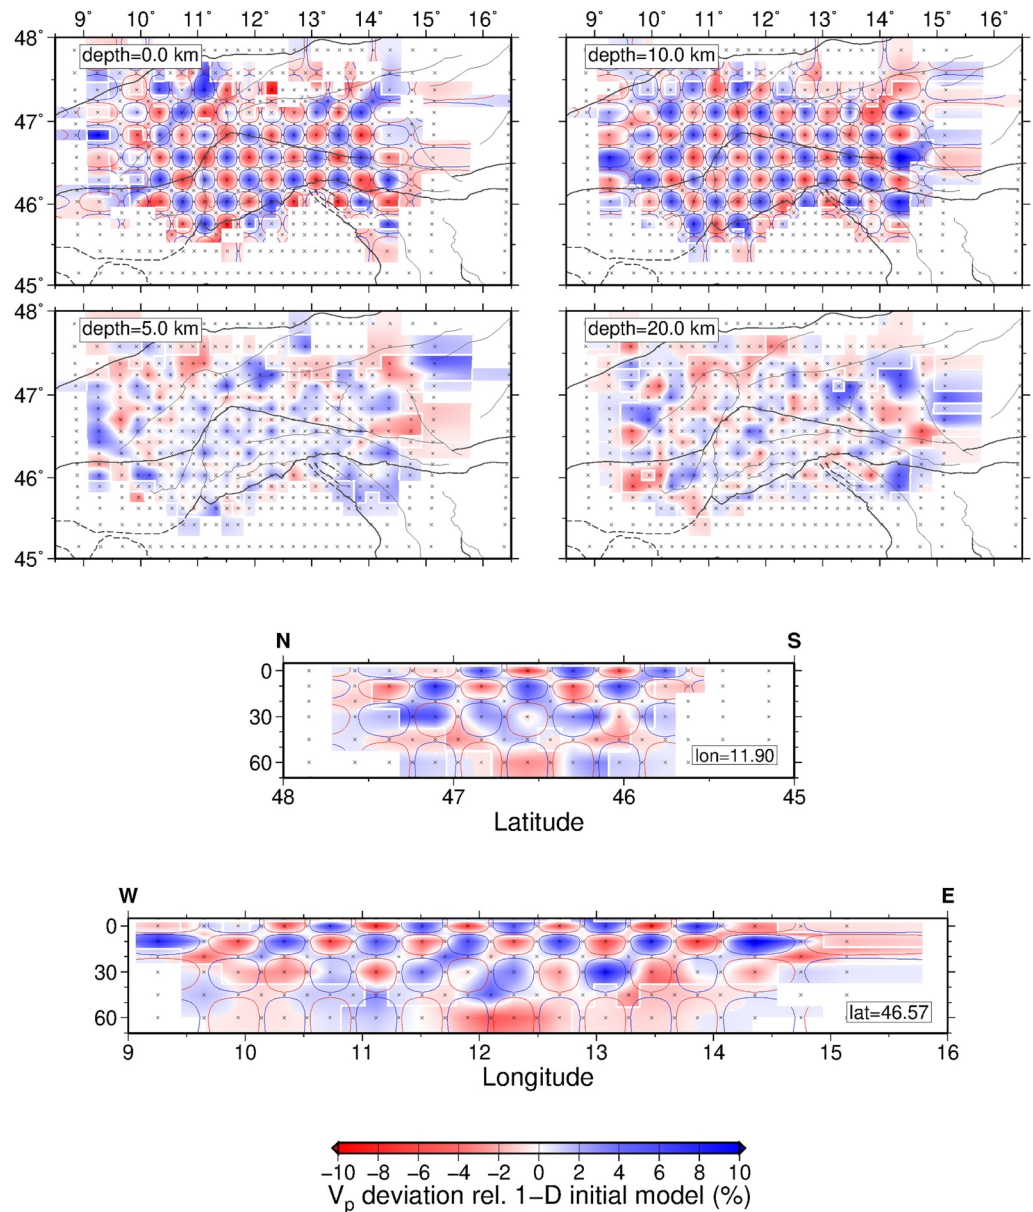 9° 10° 11° 12° 13° 14° 15° 16°
9° 10° 11° 12° 13° 14° 15° 16°
48°
depth=0.0 km
depth=10.0 km
47°
46°
45°
48°
depth=5.0 km
depth=20.0 km
47°
46°
45°
N S
0
30
60
lon=11.90
48 47 46 45
Latitude
W E
0
30
60
lat=46.57
9 10 11 12 13 14 15 16
Longitude
−10 −8 −6 −4 −2 0 2 4 6 8 10
Vp deviation rel. 1−D initial model (%)